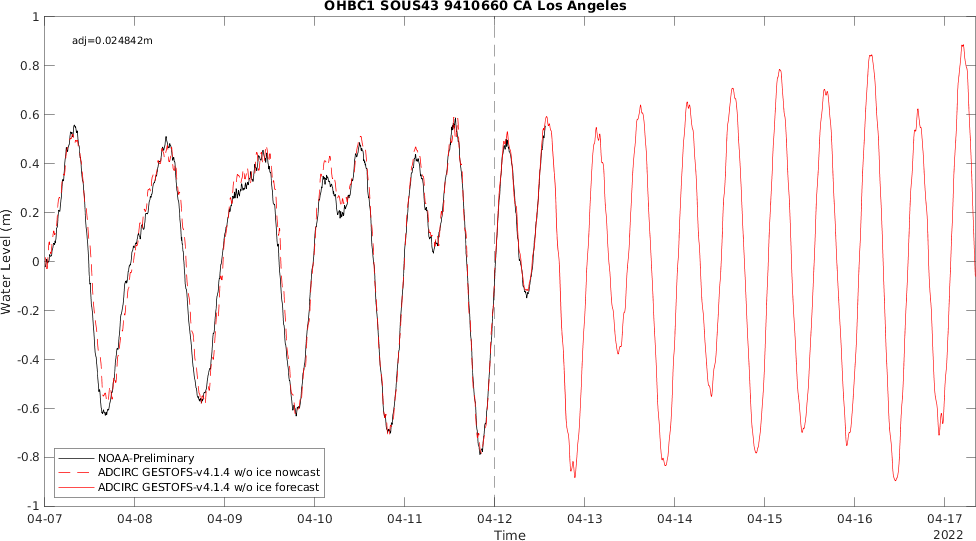 OHBC1 SOUS43 9410660 CA Los Angeles
adj=0.024842m
1
0.8
0.6
0.4
0.2
0
-0.2
-0.4
-0.6
-0.8
-1
Water Level (m)
NOAA-Preliminary
ADCIRC GESTOFS-v4.1.4 w/o ice nowcast
ADCIRC GESTOFS-v4.1.4 w/o ice forecast
04-07 04-08 04-09 04-10 04-11 04-12 04-13 04-14 04-15 04-16 04-17
Time
2022